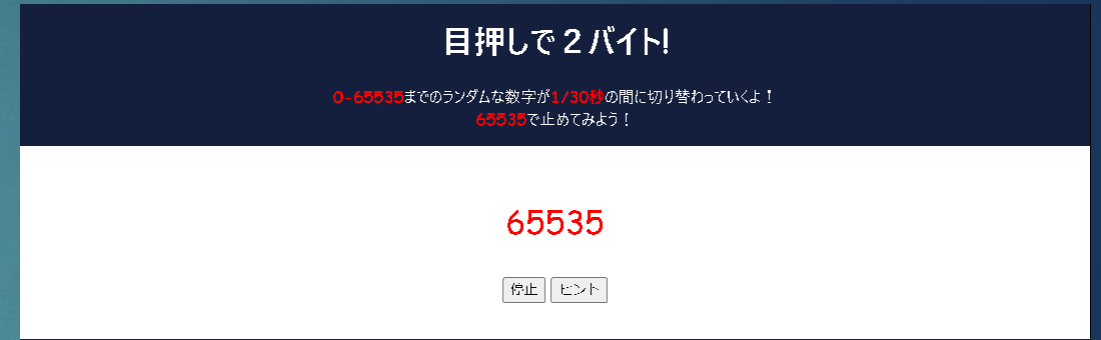 目押しで２バイト!
0-65535までのランダムな数字が1/30秒の間に切り替わっていくよ！
65535で止めてみよう！
65535
停止 ヒント